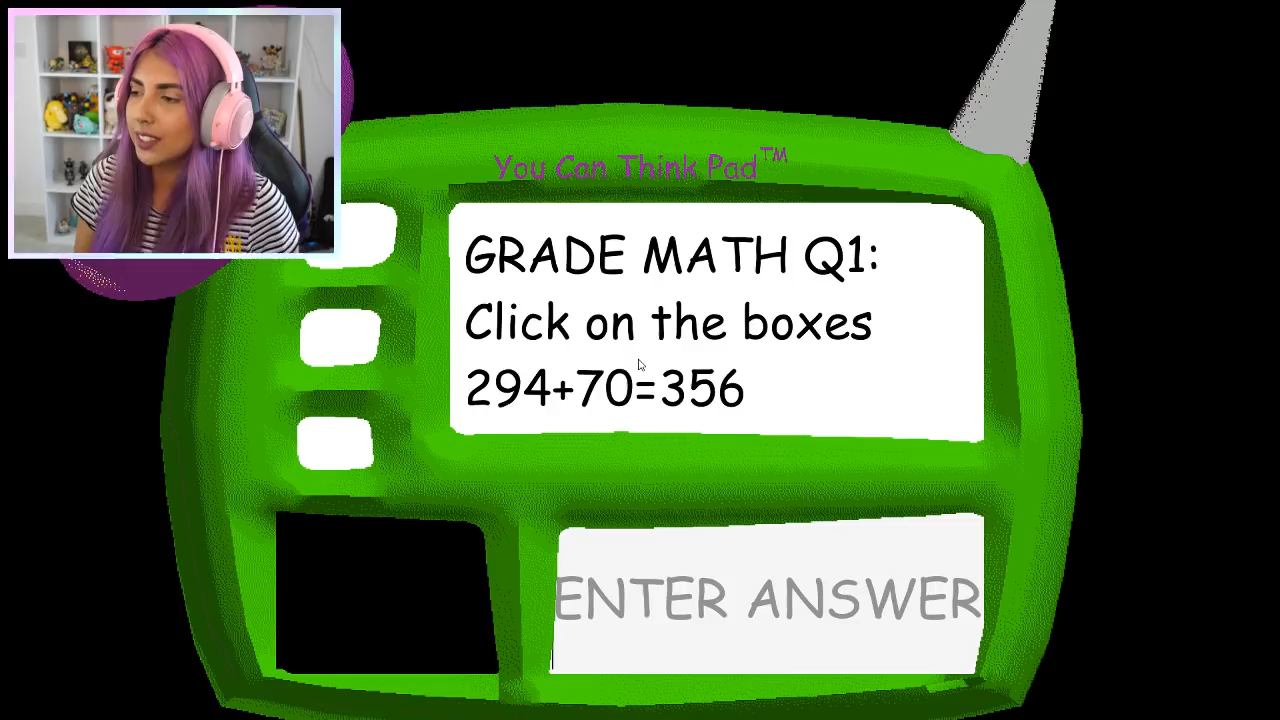 You Can Think Pad™
GRADE MATH Q1:
Click on the boxes
294+70=356
ENTER ANSWER